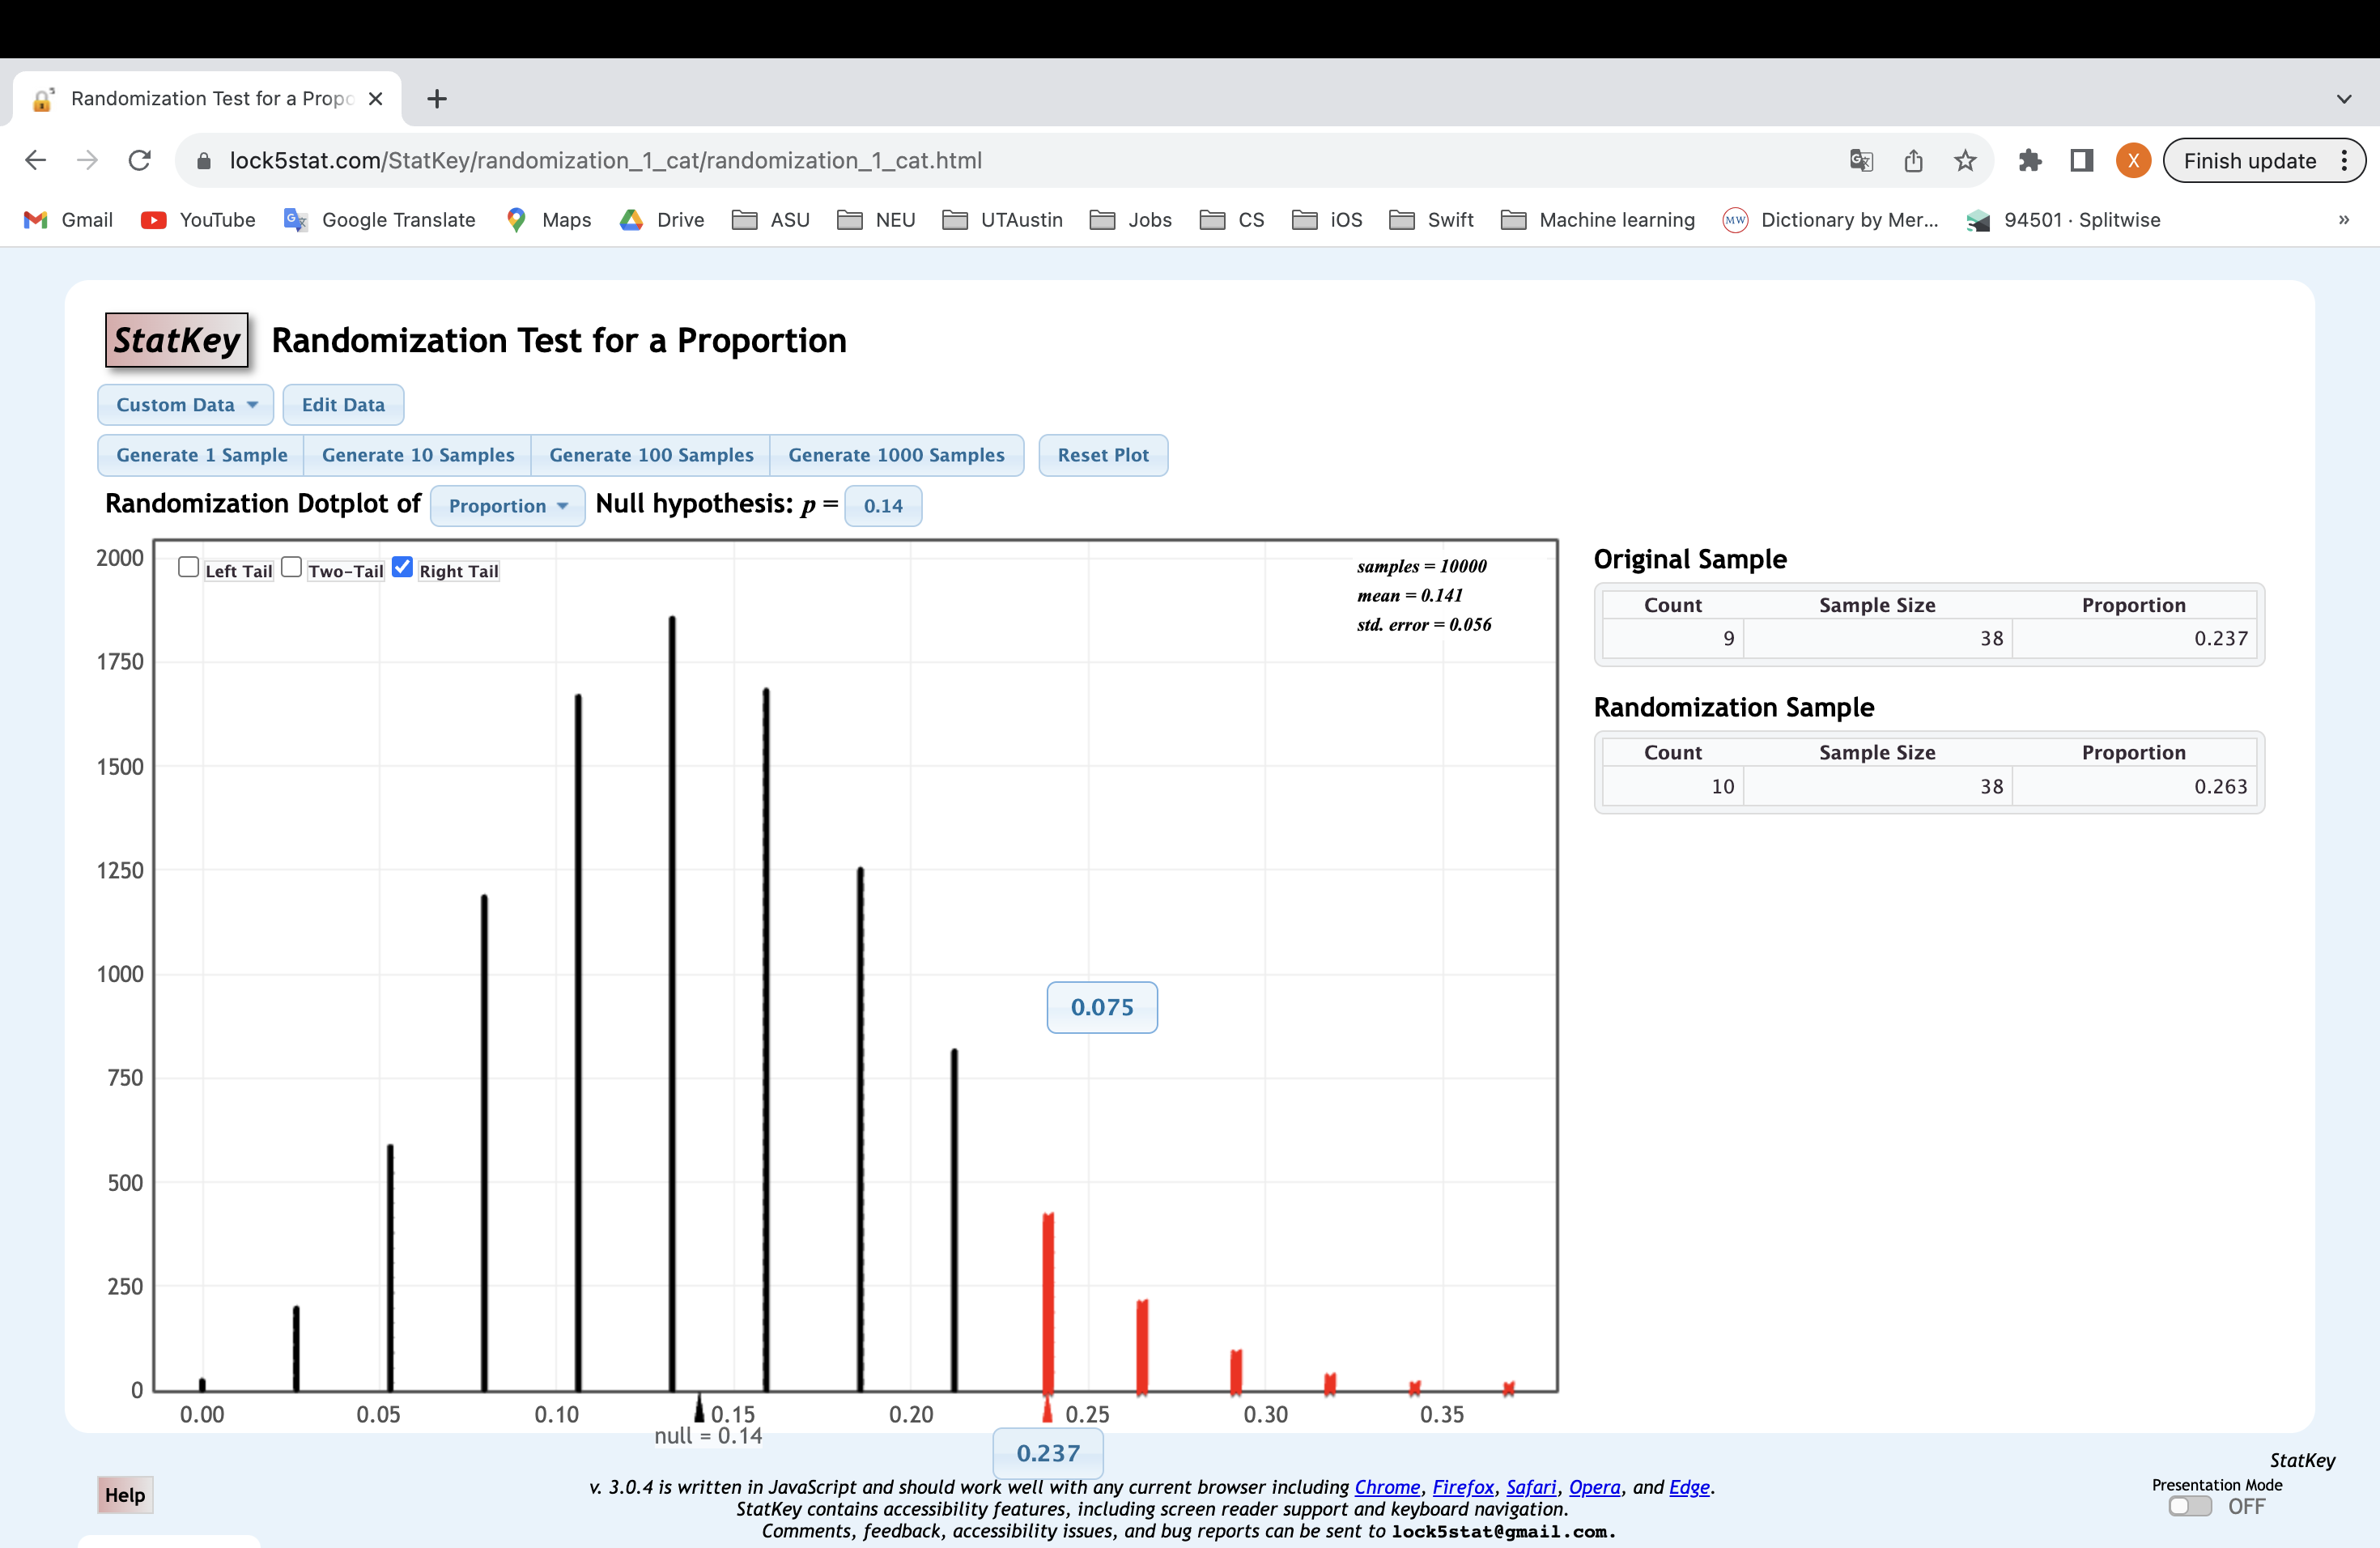 Randomization Test for a Propo
lock5stat.com/StatKey/randomization_1_cat/randomization_1_cat.html
X
Finish update
Gmail YouTube Google Translate Maps Drive ASU NEU UTAustin Jobs CS iOS Swift Machine learning MW Dictionary by Mer... 94501 · Splitwise »
StatKey Randomization Test for a Proportion
Custom Data Edit Data
Generate 1 Sample Generate 10 Samples Generate 100 Samples Generate 1000 Samples Reset Plot
Randomization Dotplot of Proportion Null hypothesis: p = 0.14
Left Tail Two-Tail Right Tail
samples = 10000
mean = 0.141
std. error = 0.056
2000
1750
1500
1250
1000
750
500
250
0
0.075
0.00 0.05 0.10 0.15 0.20 0.25 0.30 0.35
null = 0.14
0.237
Original Sample
Count Sample Size Proportion
9 38 0.237
Randomization Sample
Count Sample Size Proportion
10 38 0.263
Help
v. 3.0.4 is written in JavaScript and should work well with any current browser including Chrome, Firefox, Safari, Opera, and Edge.
StatKey contains accessibility features, including screen reader support and keyboard navigation.
Comments, feedback, accessibility issues, and bug reports can be sent to lock5stat@gmail.com.
StatKey
Presentation Mode
OFF